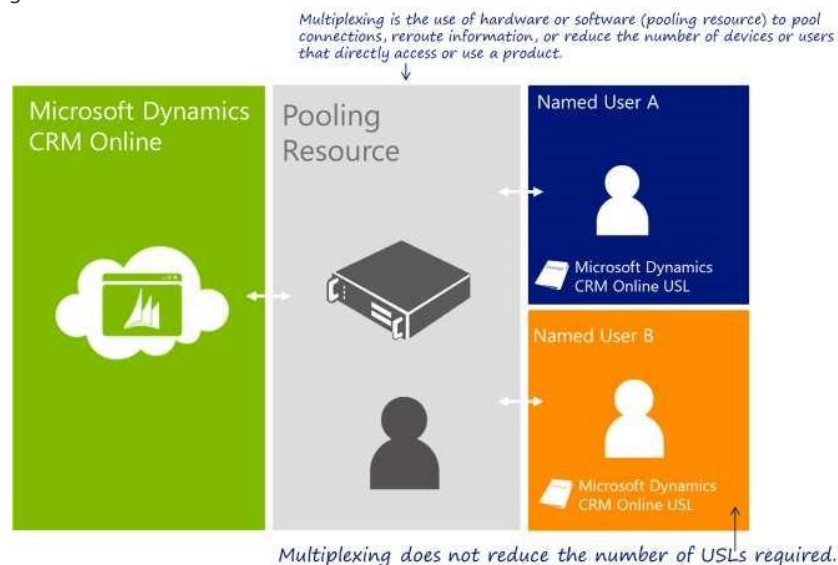 Multiplexing is the use of hardware or software (pooling resource) to pool
connections, reroute information, or reduce the number of devices or users
that directly access or use a product.
Microsoft Dynamics
CRM Online
Pooling
Resource
Named User A
Microsoft Dynamics
CRM Online USL
Named User B
Microsoft Dynamics
CRM Online USL
Multiplexing does not reduce the number of USLs required.